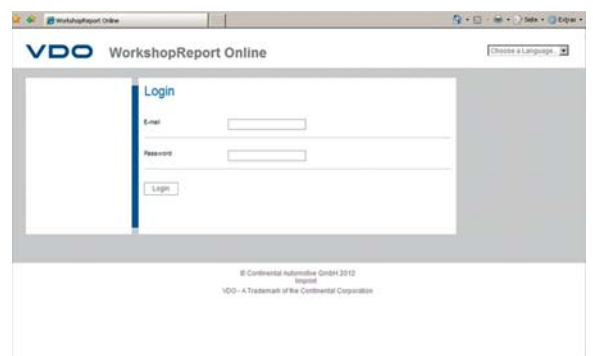 WorkshopReport Online
Seite
Extras
VDO WorkshopReport Online
Choose a Language...
Login
E-mail
Password
Login
© Continental Automotive GmbH 2012
Imprint
VDO - A Trademark of the Continental Corporation